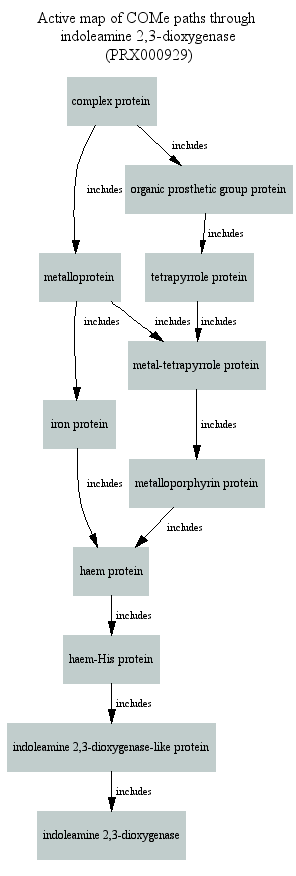 Active map of COMe paths through
indoleamine 2,3-dioxygenase
(PRX000929)
complex protein
includes
includes
organic prosthetic group protein
includes
metalloprotein
tetrapyrrole protein
includes
includes
includes
metal-tetrapyrrole protein
iron protein
includes
metalloporphyrin protein
includes
includes
haem protein
includes
haem-His protein
includes
indoleamine 2,3-dioxygenase-like protein
includes
indoleamine 2,3-dioxygenase